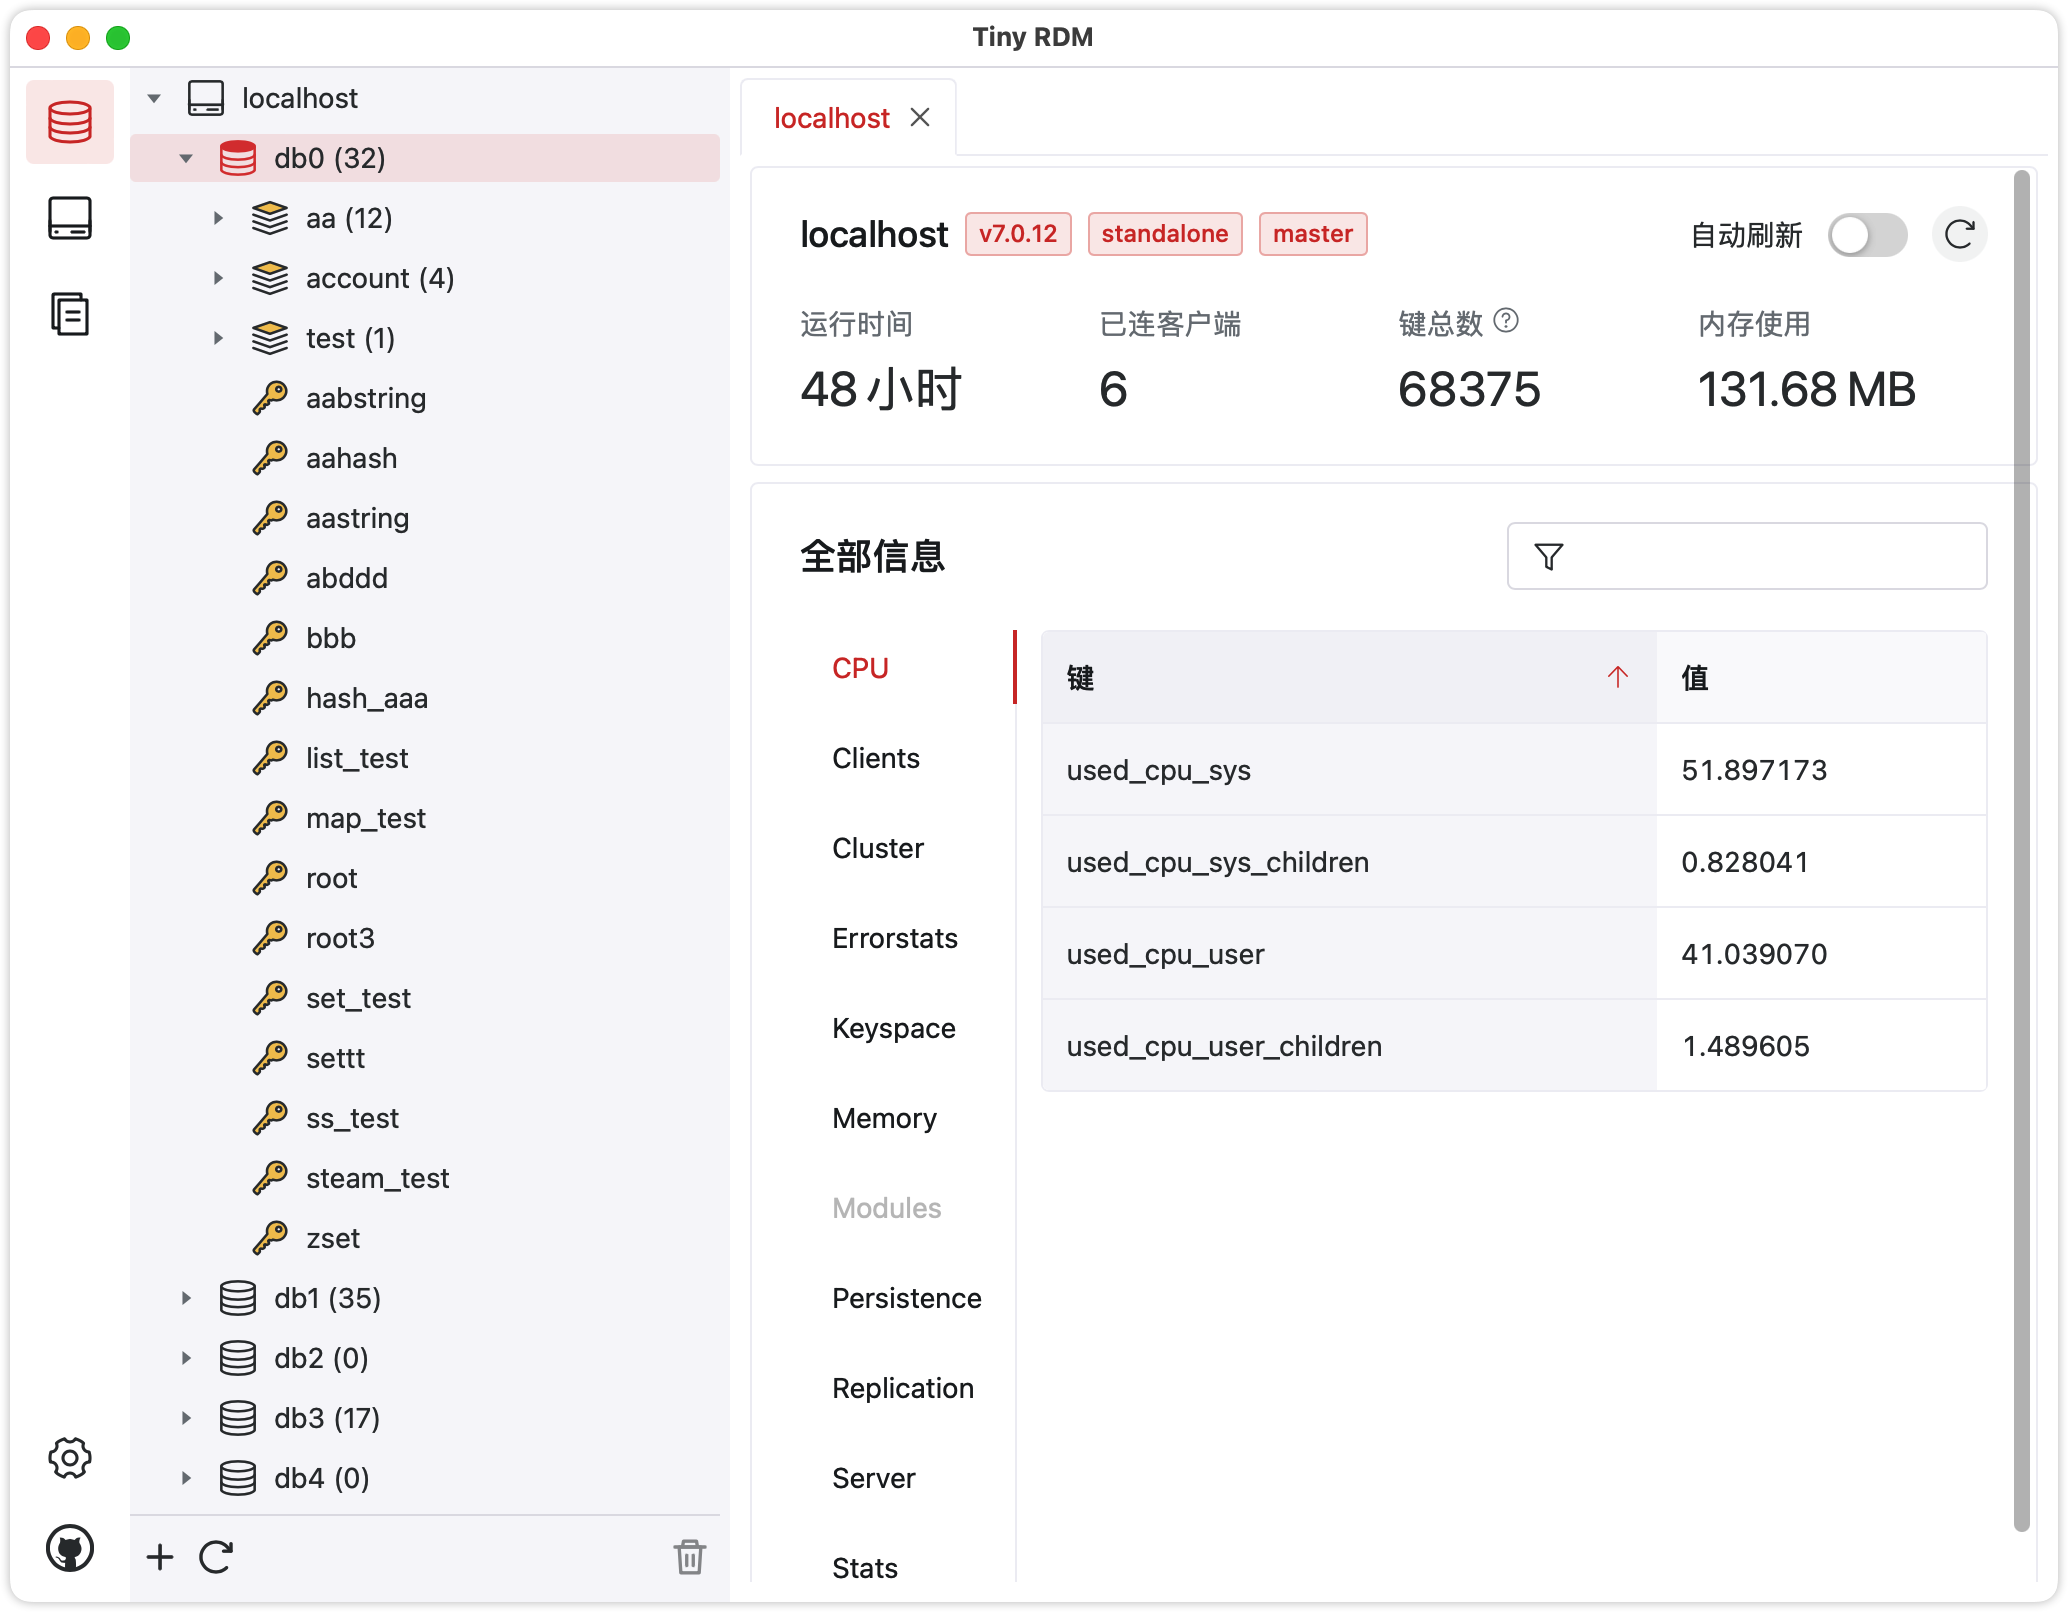 Tiny RDM
localhost
db0 (32)
aa (12)
account (4)
test (1)
aabstring
aahash
aastring
abddd
bbb
hash_aaa
list_test
map_test
root
root3
set_test
settt
ss_test
steam_test
zset
db1 (35)
db2 (0)
db3 (17)
db4 (0)
localhost
localhost v7.0.12 standalone master 自动刷新
运行时间 已连客户端 键总数 内存使用
48 小时 6 68375 131.68 MB
全部信息
CPU
Clients
Cluster
Errorstats
Keyspace
Memory
Modules
Persistence
Replication
Server
Stats
键 值
used_cpu_sys 51.897173
used_cpu_sys_children 0.828041
used_cpu_user 41.039070
used_cpu_user_children 1.489605